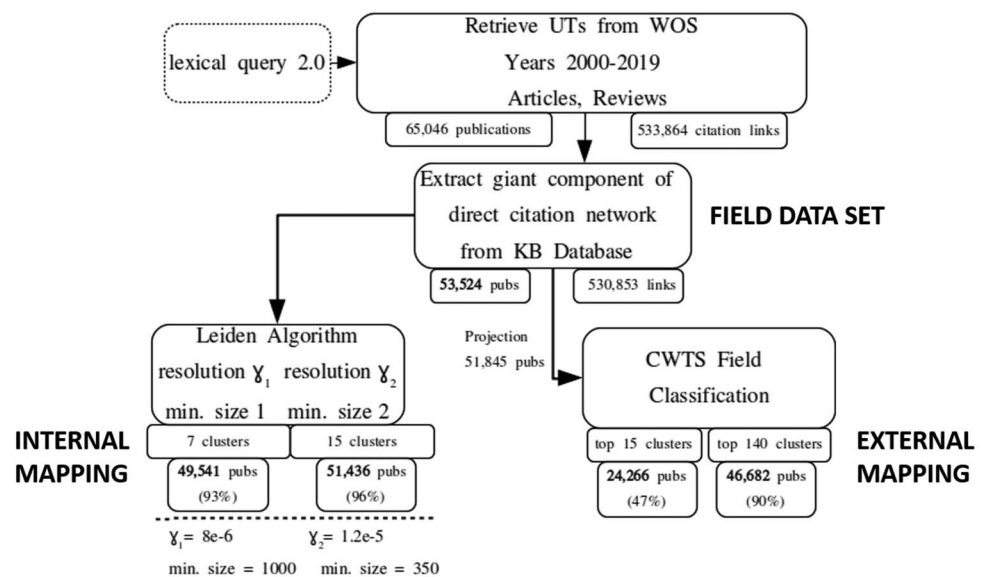 Retrieve UTs from WOS
lexical query 2.0
Years 2000-2019
Articles, Reviews
65,046 publications
533,864 citation links
Extract giant component of
direct citation network
from KB Database
FIELD DATA SET
53,524 pubs
530,853 links
Leiden Algorithm
resolution ɣ1 resolution ɣ2
min. size 1 min. size 2
Projection
51,845 pubs
CWTS Field
Classification
INTERNAL
MAPPING
7 clusters
15 clusters
49,541 pubs
(93%)
51,436 pubs
(96%)
top 15 clusters
top 140 clusters
24,266 pubs
(47%)
46,682 pubs
(90%)
EXTERNAL
MAPPING
ɣ1= 8e-6
ɣ2= 1.2e-5
min. size = 1000
min. size = 350